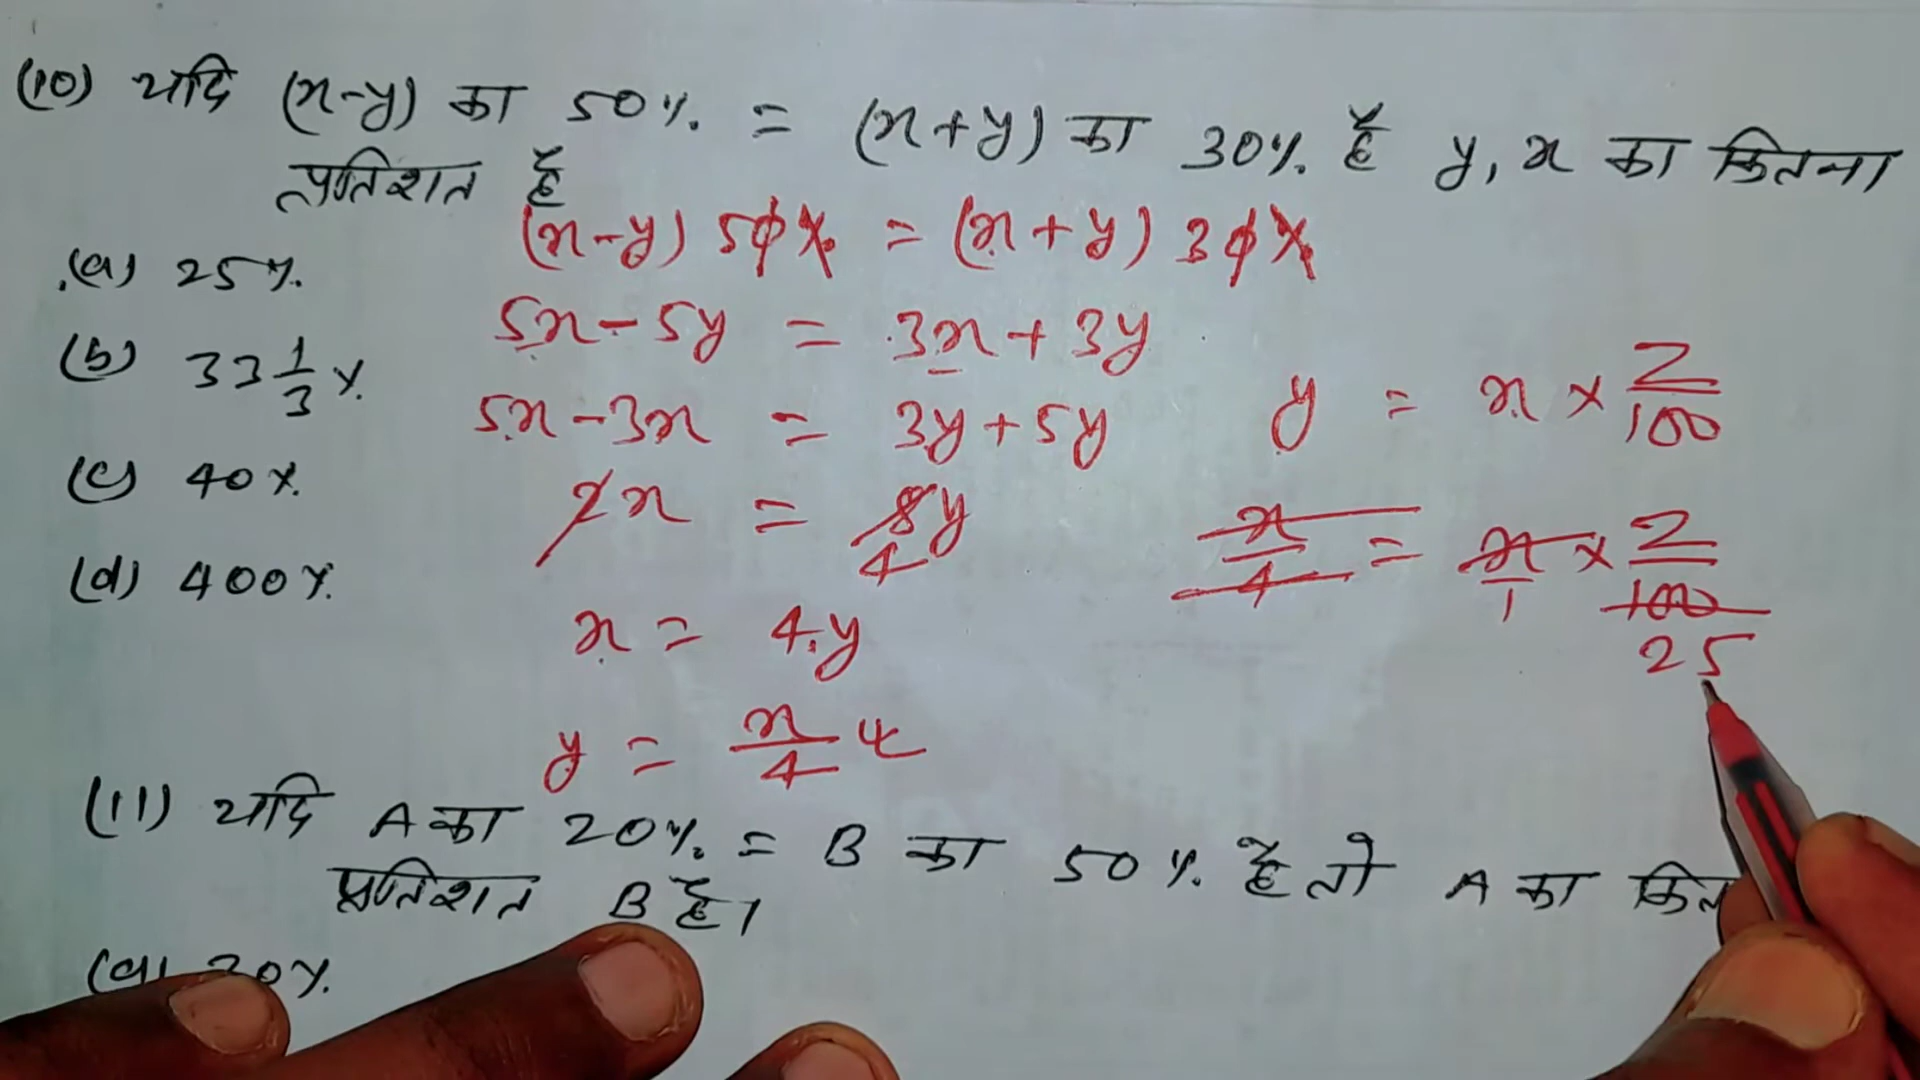 (10) यदि (x-y) का 50% = (x+y) का 30% है y, x का कितना
प्रतिशत है
(x-y) 50% = (x+y) 30%
(a) 25%
5x-5y = 3x+3y
(b) 33 1/3 %
5x-3x = 3y+5y
y = x × 2/100
(c) 40%
2x = 8y
4
x/4 = x/1 × 2/100
25
(d) 400%
x = 4y
y = x/4
(11) यदि A का 20% = B का 50% है तो A का
प्रतिशत B है।
(a) 20%